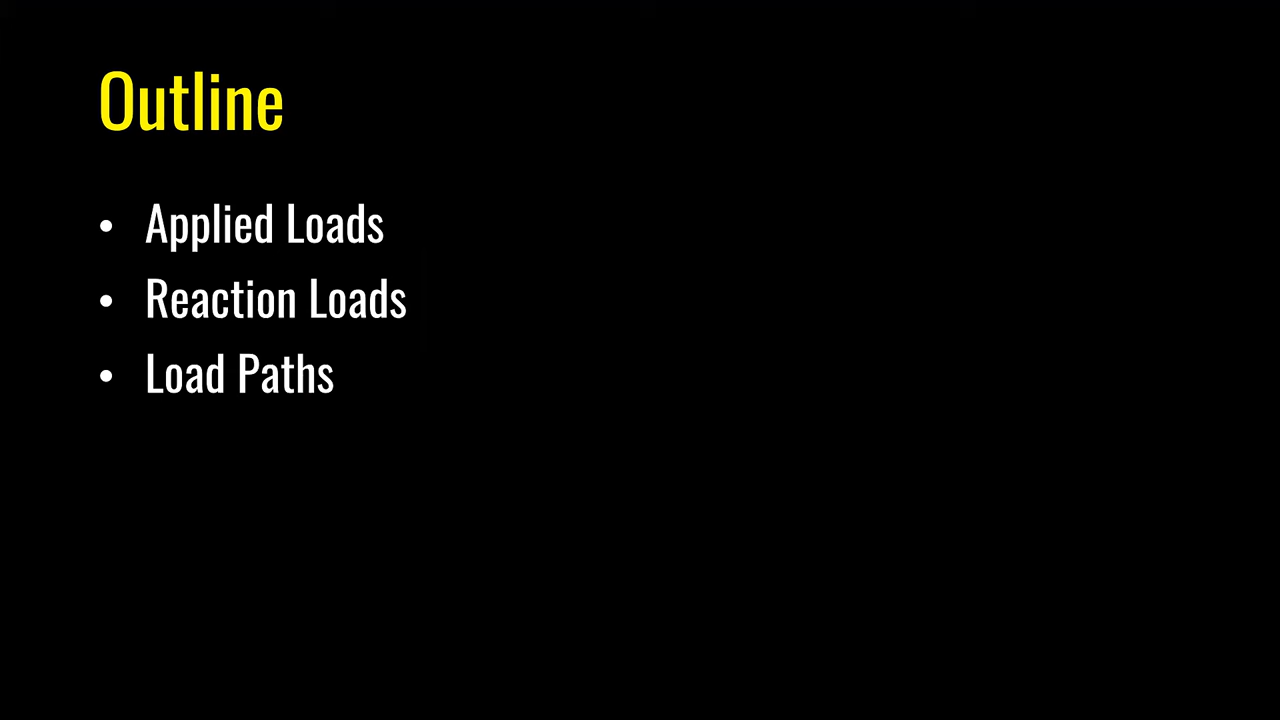 Outline
• Applied Loads
• Reaction Loads
• Load Paths